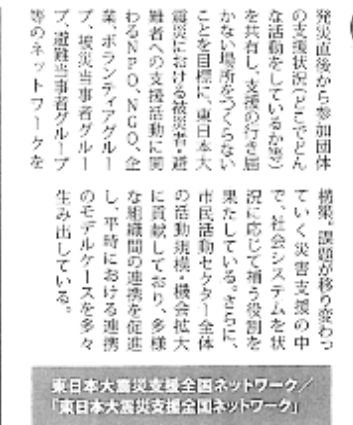 発災直後から参加団体
の支援状況(どこでどん
な活動をしているか等)
を共有し、支援の行き届
かない場所をつくらない
ことを目標に、東日本大
震災における被災者・避
難者への支援活動に関
わるNPO、NGO、企
業、ボランティアグルー
プ、被災当事者グルー
プ、避難当事者グループ
等のネットワークを
構築。課題が移り変わっ
ていく災害支援の中
で、社会システムを状
況に応じて補う役割を
果たしている。さらに、
市民活動セクター全体
の活動規模・機会拡大
に貢献しており、多様
な組織間の連携を促進
し、平時における連携
のモデルケースを多々
生み出している。
東日本大震災支援全国ネットワーク/
「東日本大震災支援全国ネットワーク」